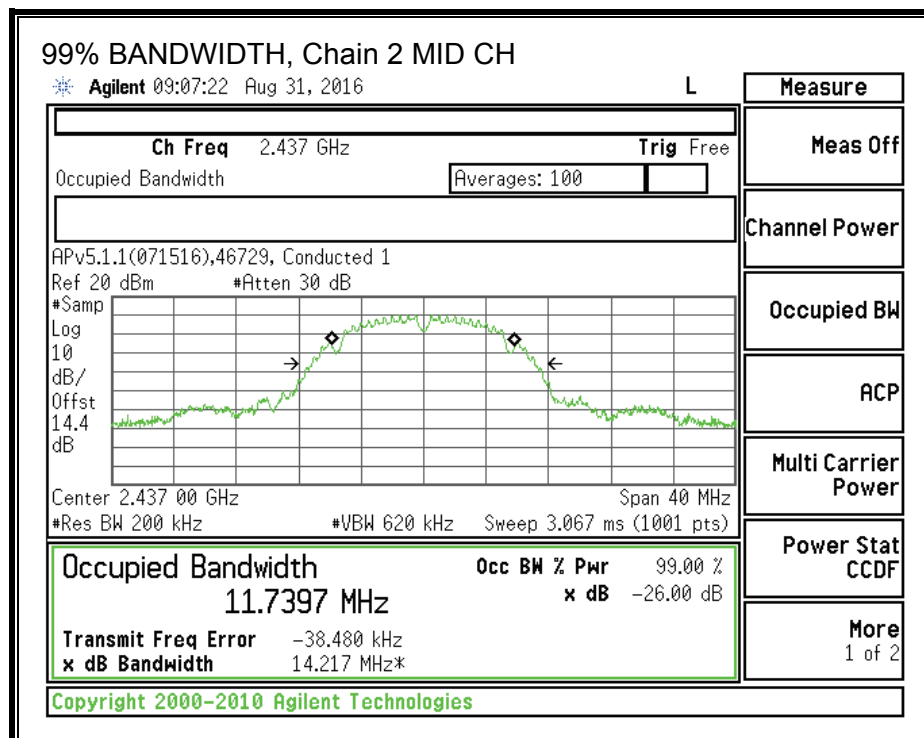 99% BANDWIDTH, Chain 2 MID CH
Agilent 09:07:22 Aug 31, 2016 L
Measure
Ch Freq 2.437 GHz Trig Free
Meas Off
Occupied Bandwidth Averages: 100
Channel Power
APv5.1.1(071516),46729, Conducted 1
Ref 20 dBm #Atten 30 dB
#Samp
Log
10
dB/
Offst
14.4
dB
Occupied BW
ACP
Multi Carrier
Power
Center 2.437 00 GHz Span 40 MHz
#Res BW 200 kHz #VBW 620 kHz Sweep 3.067 ms (1001 pts)
Power Stat
CCDF
Occupied Bandwidth Occ BW % Pwr 99.00 %
11.7397 MHz x dB -26.00 dB
Transmit Freq Error -38.480 kHz
x dB Bandwidth 14.217 MHz*
More
1 of 2
Copyright 2000-2010 Agilent Technologies